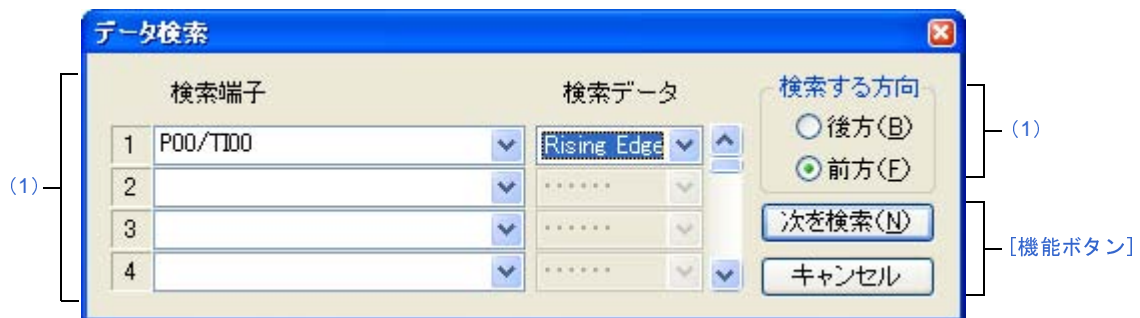 データ検索
検索端子 検索データ 検索する方向
(1) 後方(B) (1)
1 P00/TI00 Rising Edge
前方(F)
2 ......
3 ...... 次を検索(N)
[機能ボタン]
4 ...... キャンセル
(1)